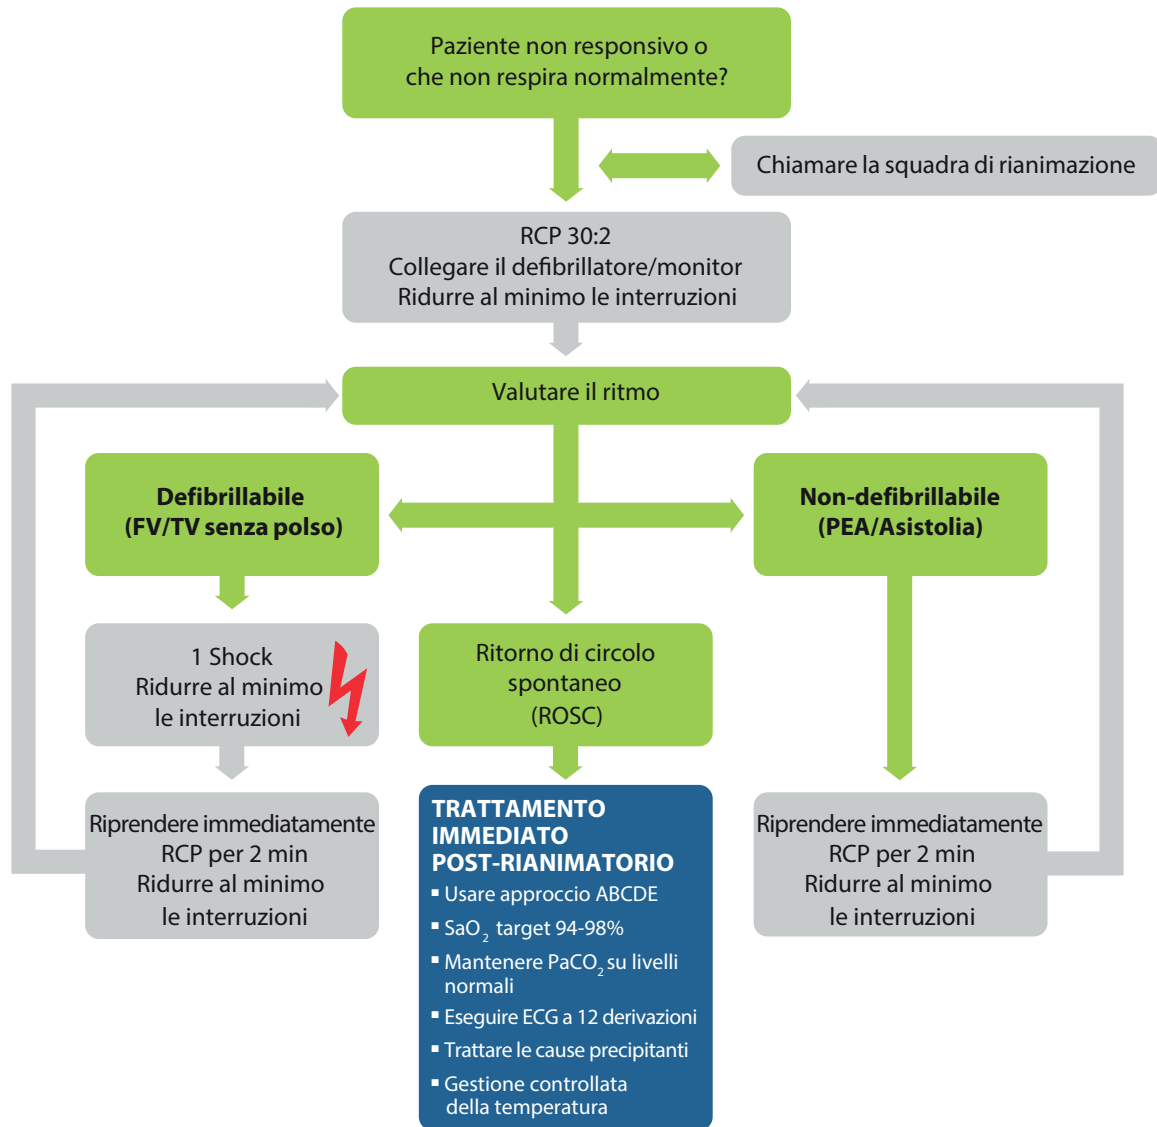 Paziente non responsivo o
che non respira normalmente?
Chiamare la squadra di rianimazione
RCP 30:2
Collegare il defibrillatore/monitor
Ridurre al minimo le interruzioni
Valutare il ritmo
Defibrillabile
(FV/TV senza polso)
Non-defibrillabile
(PEA/Asistolia)
1 Shock
Ridurre al minimo
le interruzioni
Ritorno di circolo
spontaneo
(ROSC)
Riprendere immediatamente
RCP per 2 min
Ridurre al minimo
le interruzioni
TRATTAMENTO
IMMEDIATO
POST-RIANIMATORIO
▪ Usare approccio ABCDE
▪ SaO₂ target 94-98%
▪ Mantenere PaCO₂ su livelli
normali
▪ Eseguire ECG a 12 derivazioni
▪ Trattare le cause precipitanti
▪ Gestione controllata
della temperatura
Riprendere immediatamente
RCP per 2 min
Ridurre al minimo
le interruzioni